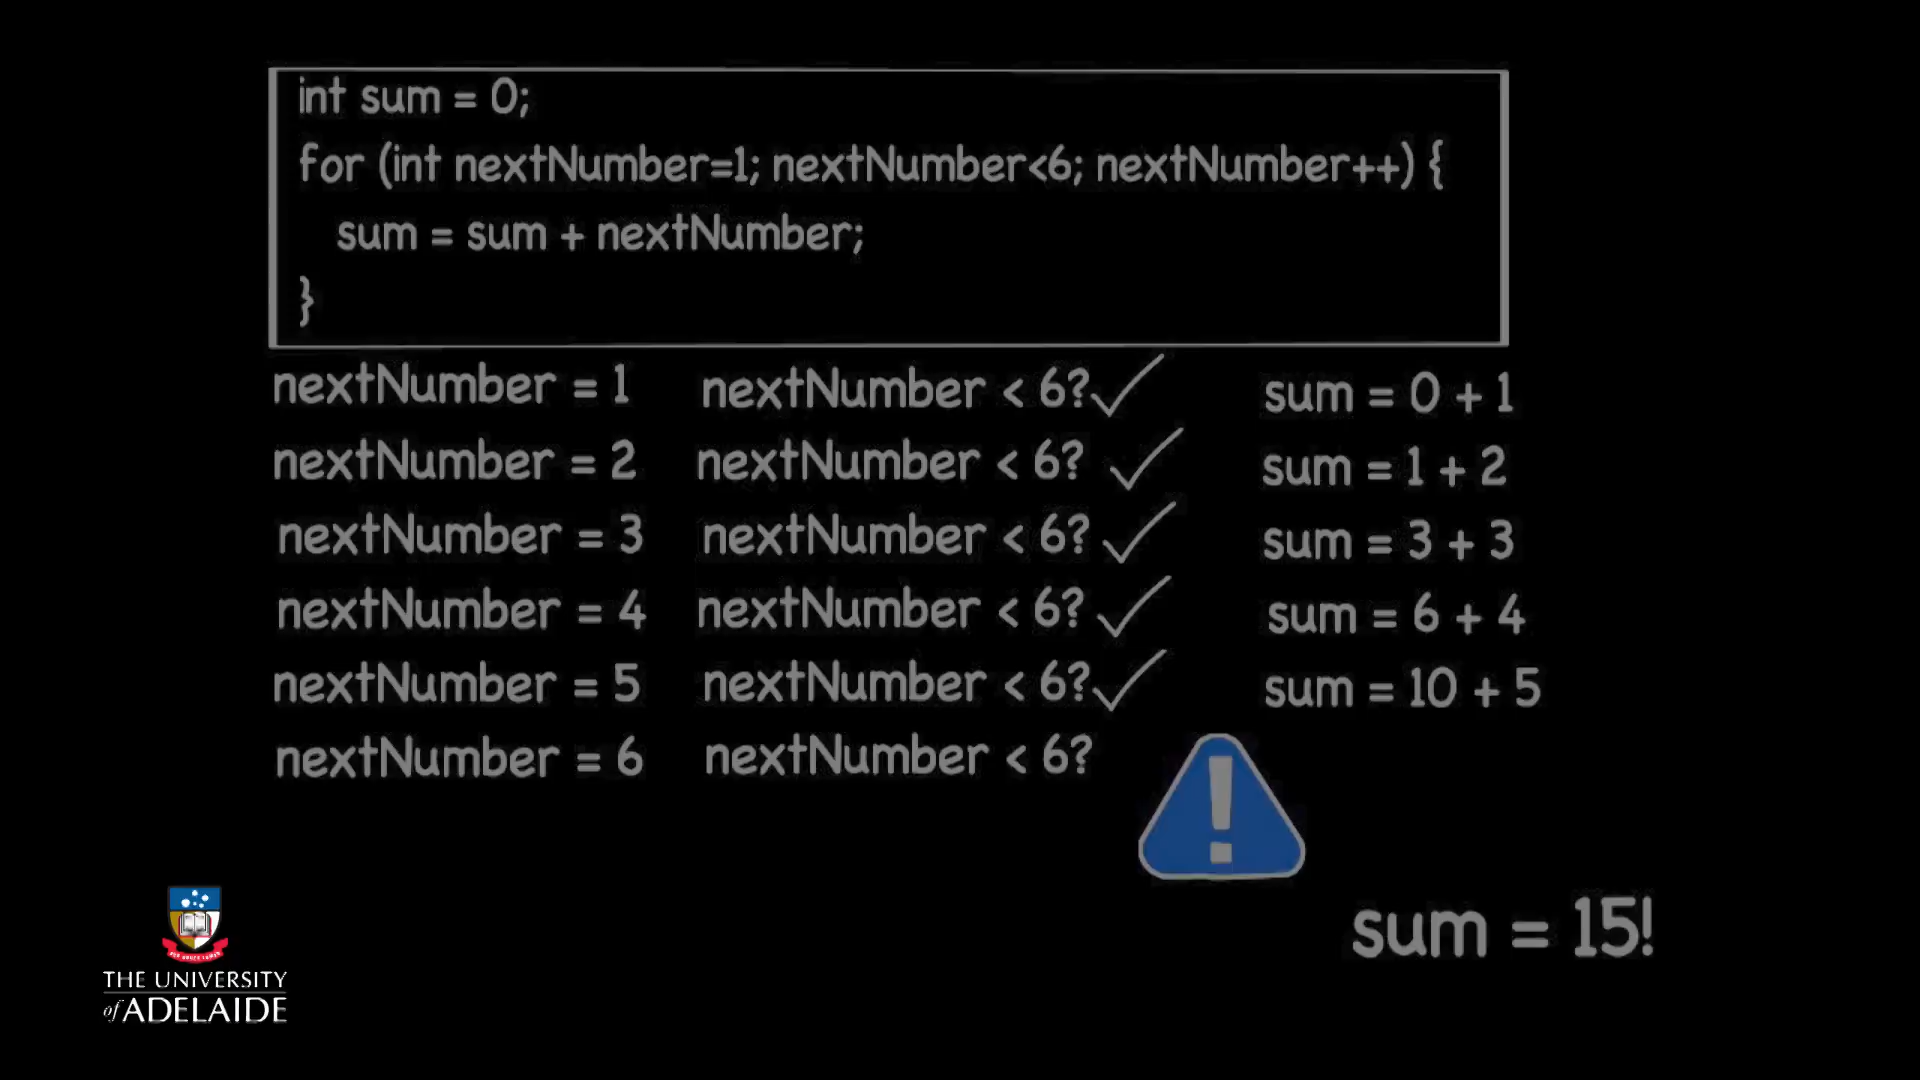 int sum = 0;
for (int nextNumber=1; nextNumber<6; nextNumber++) {
sum = sum + nextNumber;
}
nextNumber = 1 nextNumber < 6? sum = 0 + 1
nextNumber = 2 nextNumber < 6? sum = 1 + 2
nextNumber = 3 nextNumber < 6? sum = 3 + 3
nextNumber = 4 nextNumber < 6? sum = 6 + 4
nextNumber = 5 nextNumber < 6? sum = 10 + 5
nextNumber = 6 nextNumber < 6?
!
sum = 15!
THE UNIVERSITY
of ADELAIDE